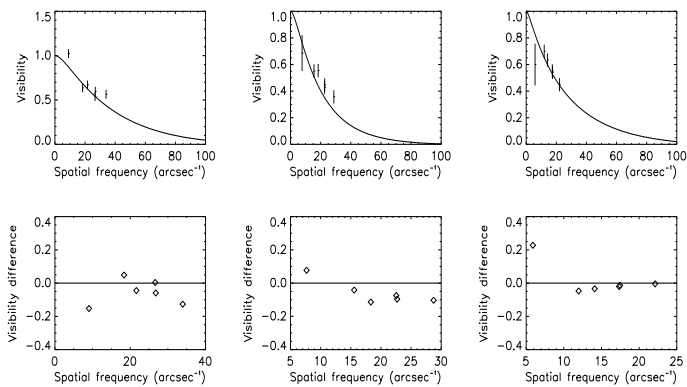 1.5
1.0
0.5
0.0
Visibility
0 20 40 60 80 100
Spatial frequency (arcsec⁻¹)
1.0
0.8
0.6
0.4
0.2
0.0
Visibility
0 20 40 60 80 100
Spatial frequency (arcsec⁻¹)
1.0
0.8
0.6
0.4
0.2
0.0
Visibility
0 20 40 60 80 100
Spatial frequency (arcsec⁻¹)
0.4
0.2
0.0
−0.2
−0.4
Visibility difference
0 10 20 30 40
Spatial frequency (arcsec⁻¹)
0.4
0.2
0.0
−0.2
−0.4
Visibility difference
5 10 15 20 25 30
Spatial frequency (arcsec⁻¹)
0.4
0.2
0.0
−0.2
−0.4
Visibility difference
5 10 15 20 25
Spatial frequency (arcsec⁻¹)